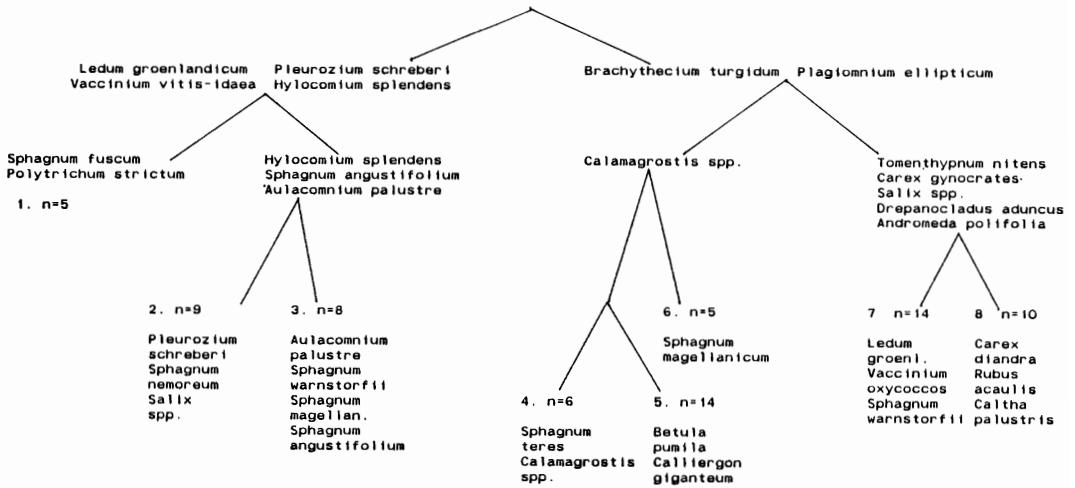 Ledum groenlandicum Pleurozium schreberi
Vaccinium vitis-idaea Hylocomium splendens
Brachythecium turgidum Plagiomnium ellipticum
Sphagnum fuscum
Polytrichum strictum
1. n=5
Hylocomium splendens
Sphagnum angustifolium
Aulacomnium palustre
Calamagrostis spp.
Tomenthypnum nitens
Carex gynocrates
Salix spp.
Drepanocladus aduncus
Andromeda polifolia
2. n=9
Pleurozium
schreberi
Sphagnum
nemoreum
Salix
spp.
3. n=8
Aulacomnium
palustre
Sphagnum
warnstorfii
Sphagnum
magellan.
Sphagnum
angustifolium
4. n=6
Sphagnum
teres
Calamagrostis
spp.
5. n=14
Betula
pumila
Calliergon
giganteum
6. n=5
Sphagnum
magellanicum
7 n=14
Ledum
groenl.
Vaccinium
oxycoccos
Sphagnum
warnstorfii
8 n=10
Carex
diandra
Rubus
acaulis
Caltha
palustris